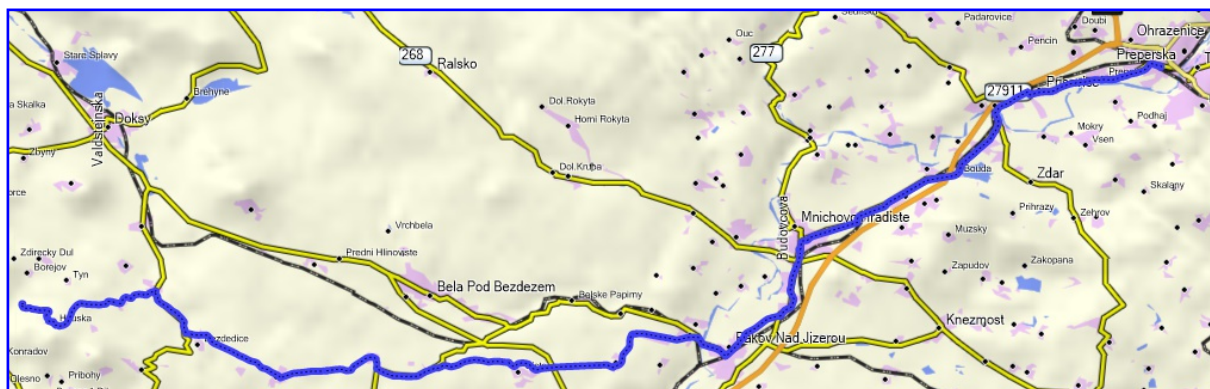 Padarovice
Doubi
Ouc
Pencin
Ohrazenice
Stare Splavy
268
277
Preperska
Ralsko
27911
Brehyne
Dol.Rokyta
a Skalka
Doksy
Horni Rokyta
Podhaj
Mokry
Vsen
Valdstejnska
Zbyny
Dol.Krupa
Bouda
Zdar
Skalany
orce
Prihrazy
Zehrov
Mnichovo Hradiste
Budovcova
Vrchbela
Muzsky
Zdirecky Dul
Predni Hlinoviste
Borejov
Tyn
Zapudov
Zakopana
Bela Pod Bezdezem
Belske Papirny
Houska
Knezmost
Bakov Nad Jizerou
Bezdedice
Konradov
Olesno
Pribohy